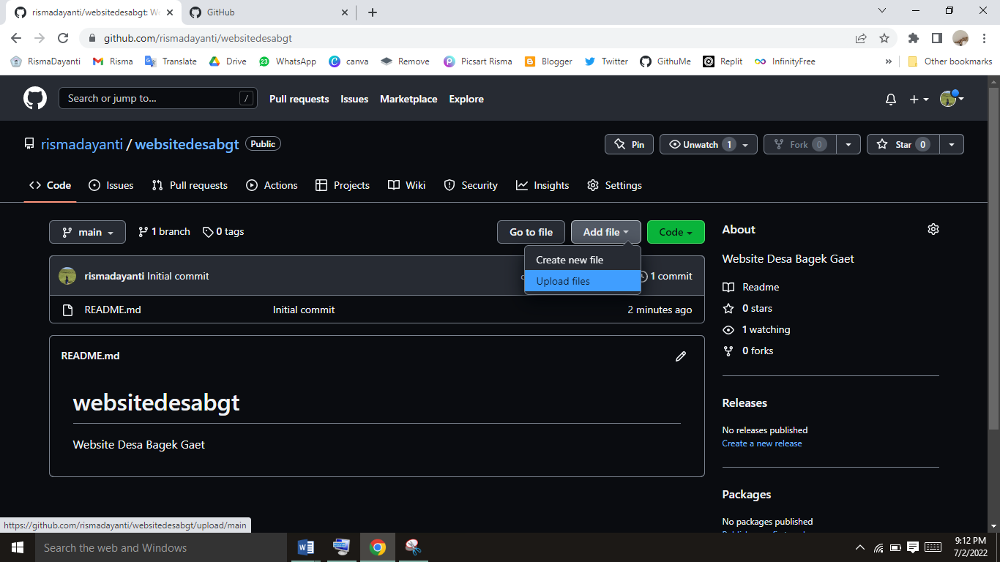 rismadayanti/websitedesabgt: We
GitHub
github.com/rismadayanti/websitedesabgt
RismaDayanti Risma Translate Drive WhatsApp canva Remove Picsart Risma Blogger Twitter GithuMe Replit InfinityFree » Other bookmarks
Search or jump to... /
Pull requests Issues Marketplace Explore
rismadayanti / websitedesabgt Public
Pin Unwatch 1 Fork 0 Star 0
Code Issues Pull requests Actions Projects Wiki Security Insights Settings
main 1 branch 0 tags Go to file Add file Code
Create new file
Upload files
rismadayanti Initial commit 1 commit
README.md Initial commit 2 minutes ago
README.md
websitedesabgt
Website Desa Bagek Gaet
About
Website Desa Bagek Gaet
Readme
0 stars
1 watching
0 forks
Releases
No releases published
Create a new release
Packages
No packages published
https://github.com/rismadayanti/websitedesabgt/upload/main
Search the web and Windows
9:12 PM
7/2/2022